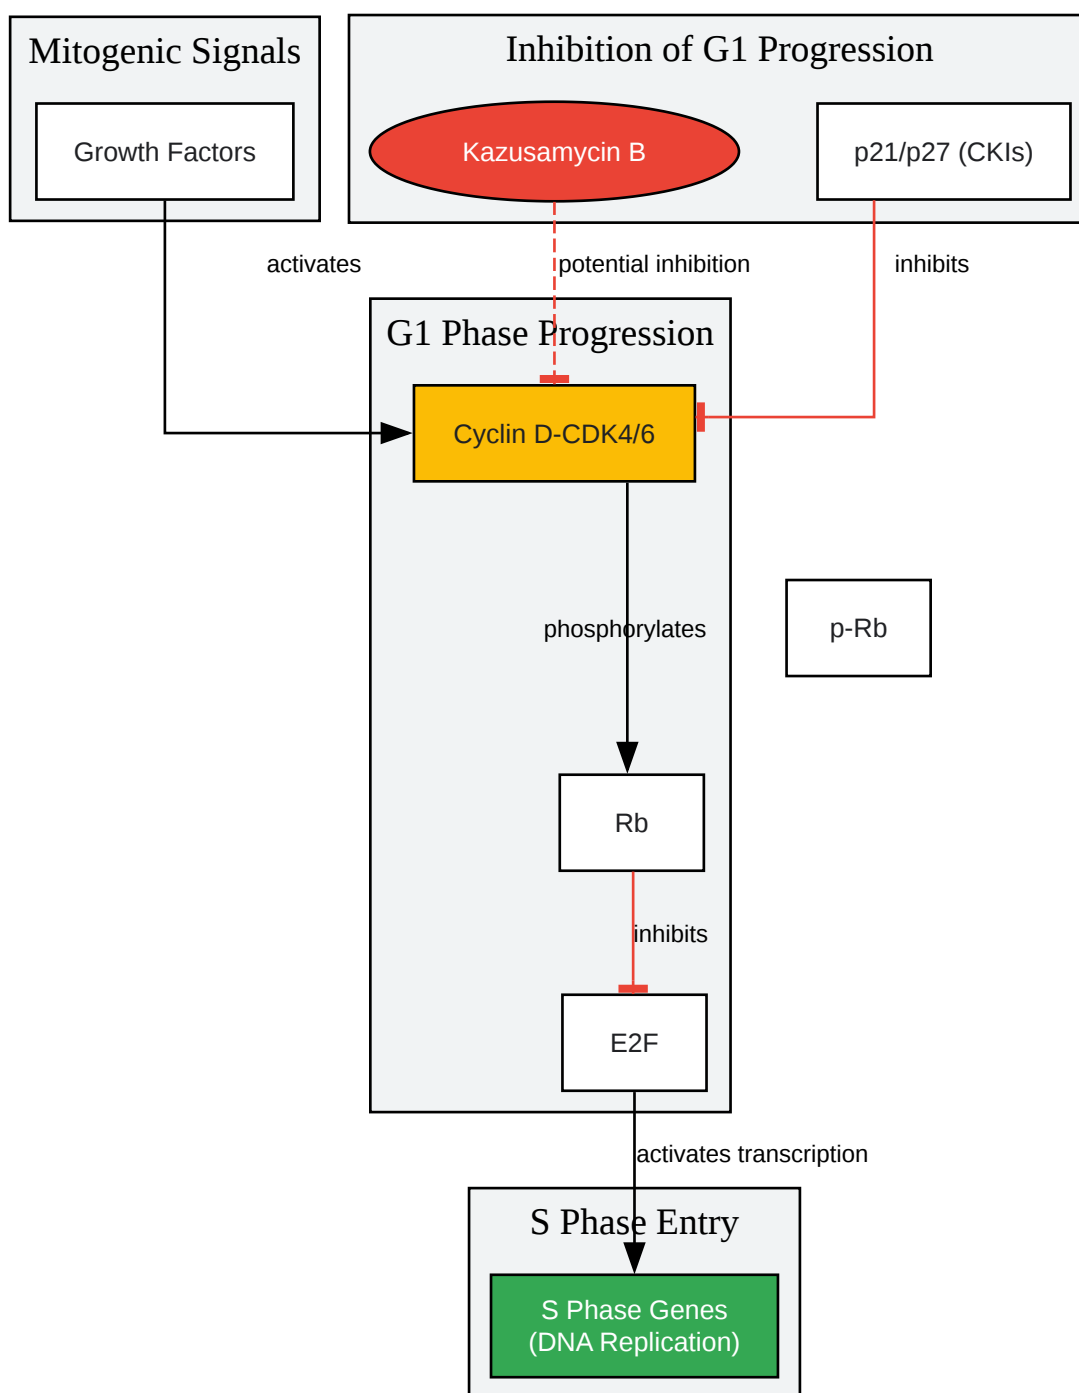 Mitogenic Signals
Inhibition of G1 Progression
Growth Factors
Kazusamycin B
p21/p27 (CKIs)
activates
potential inhibition
inhibits
G1 Phase Progression
Cyclin D-CDK4/6
phosphorylates
p-Rb
Rb
inhibits
E2F
activates transcription
S Phase Entry
S Phase Genes
(DNA Replication)